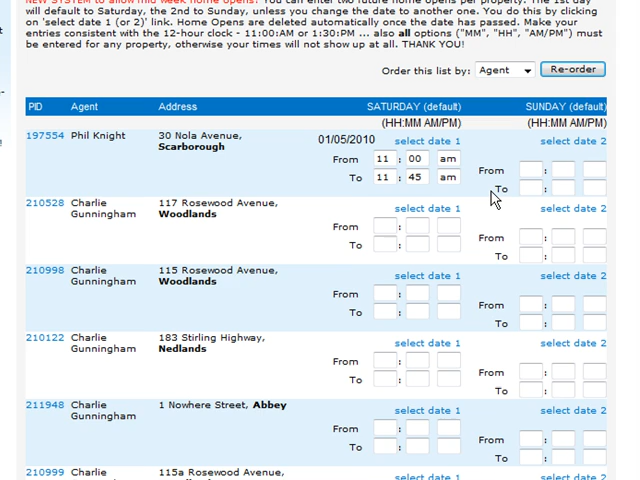 NEW SYSTEM to allow mid week home opens! You can enter two future home opens per property. The 1st day
will default to Saturday, the 2nd to Sunday, unless you change the date to another one. You do this by clicking
on 'select date 1 (or 2)' link. Home Opens are deleted automatically once the date has passed. Make your
entries consistent with the 12-hour clock - 11:00AM or 1:30PM ... also all options ("MM", "HH", "AM/PM") must
be entered for any property, otherwise your times will not show up at all. THANK YOU!
Order this list by: Agent Re-order
PID Agent Address SATURDAY (default) SUNDAY (default)
(HH:MM AM/PM) (HH:MM AM/PM)
197554 Phil Knight 30 Nola Avenue, 01/05/2010 select date 1 select date 2
Scarborough
From 11 : 00 am From :
To 11 : 45 am To :
210528 Charlie 117 Rosewood Avenue, select date 1 select date 2
Gunningham Woodlands
From : From :
To : To :
210998 Charlie 115 Rosewood Avenue, select date 1 select date 2
Gunningham Woodlands
From : From :
To : To :
210122 Charlie 183 Stirling Highway, select date 1 select date 2
Gunningham Nedlands
From : From :
To : To :
211948 Charlie 1 Nowhere Street, Abbey select date 1 select date 2
Gunningham
From : From :
To : To :
210999 Charlie 115a Rosewood Avenue, select date 1 select date 2